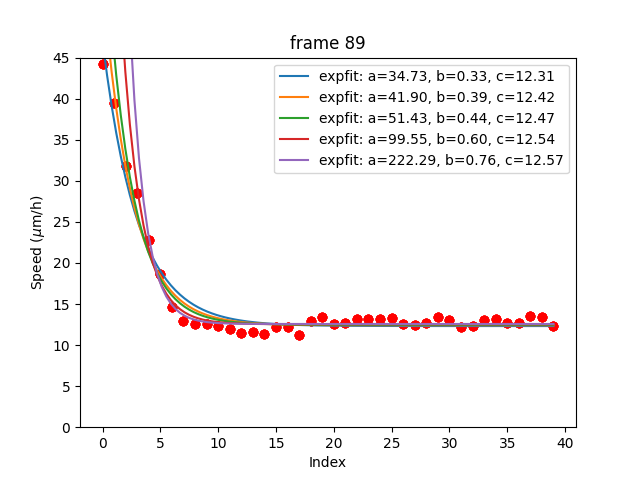 frame 89
expfit: a=34.73, b=0.33, c=12.31
expfit: a=41.90, b=0.39, c=12.42
expfit: a=51.43, b=0.44, c=12.47
expfit: a=99.55, b=0.60, c=12.54
expfit: a=222.29, b=0.76, c=12.57
Speed (μm/h)
45
40
35
30
25
20
15
10
5
0
0 5 10 15 20 25 30 35 40
Index